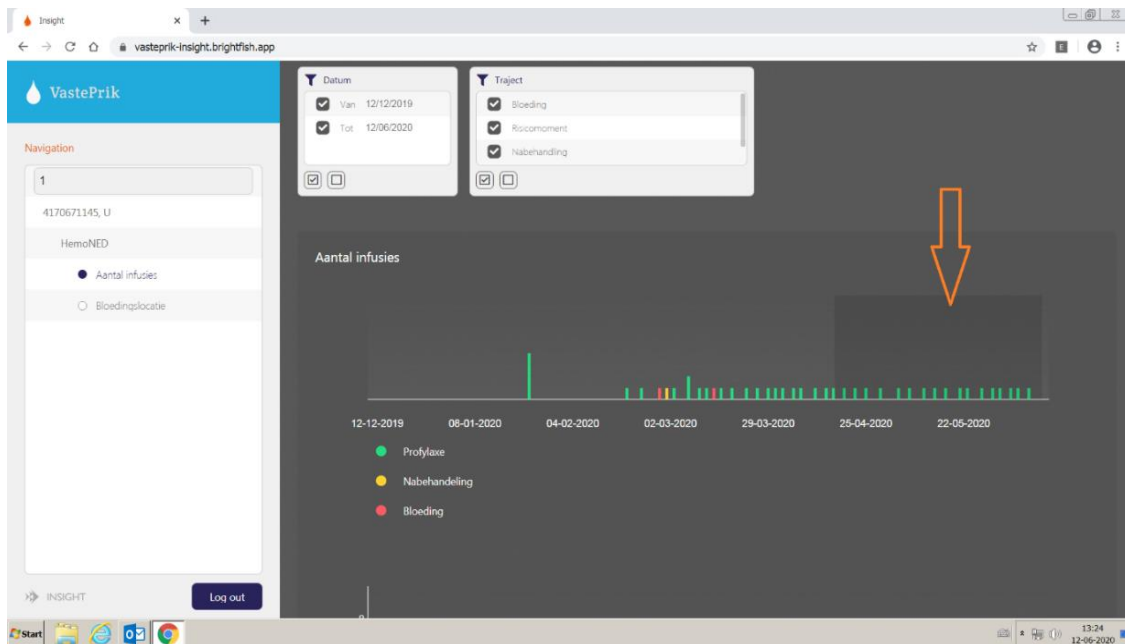 Insight
vasteprik-insight.brightfish.app
VastePrik
Navigation
1
4170671145, U
HemoNED
Aantal infusies
Bloedingslocatie
INSIGHT
Log out
Datum
Van 12/12/2019
Tot 12/06/2020
Traject
Bloeding
Risicomoment
Nabehandling
Aantal infusies
12-12-2019 08-01-2020 04-02-2020 02-03-2020 29-03-2020 25-04-2020 22-05-2020
Profylaxe
Nabehandeling
Bloeding
Start
13:24
12-06-2020